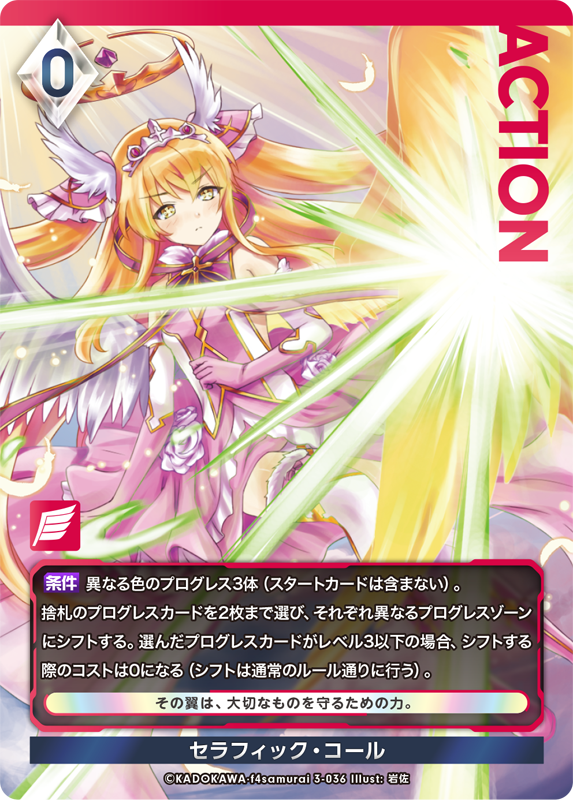 0
ACTION
条件 異なる色のプログレス3体（スタートカードは含まない）。
捨札のプログレスカードを2枚まで選び、それぞれ異なるプログレスゾーン
にシフトする。選んだプログレスカードがレベル3以下の場合、シフトする
際のコストは0になる（シフトは通常のルール通りに行う）。
その翼は、大切なものを守るための力。
セラフィック・コール
©KADOKAWA·f4samurai 3-036 Illust: 岩佐